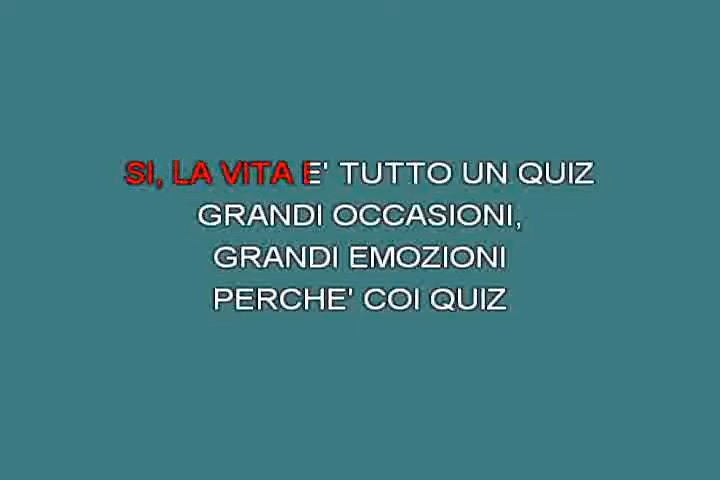 SI, LA VITA E' TUTTO UN QUIZ
GRANDI OCCASIONI,
GRANDI EMOZIONI
PERCHE' COI QUIZ